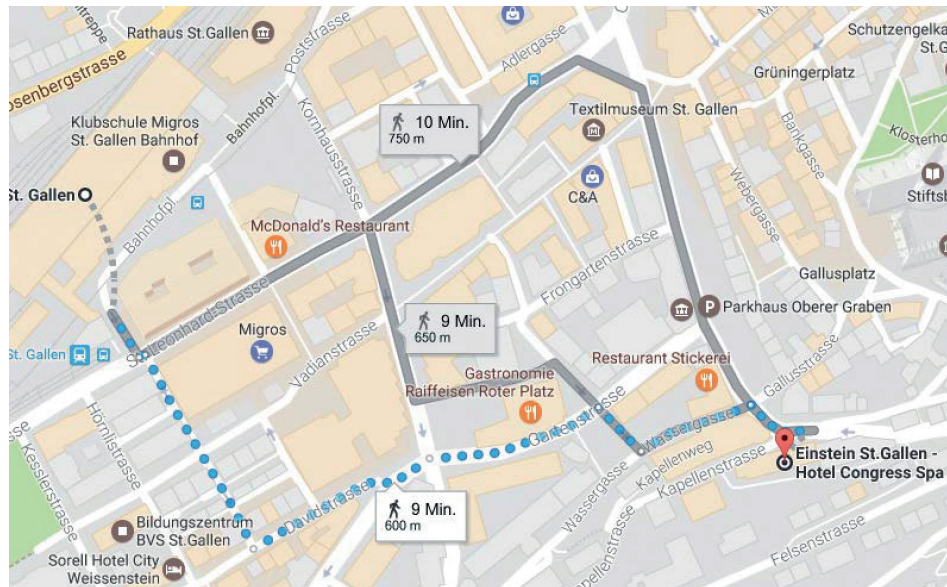 Rathaus St.Gallen
Poststrasse
Adlergasse
Schutzengelka
St.G
osenbergstrasse
Grüningerplatz
Klubschule Migros
St. Gallen Bahnhof
Bahnhofpl.
Kornhausstrasse
10 Min.
750 m
Textilmuseum St. Gallen
Bankgasse
Klosterho
C&A
Webergasse
Stiftsb
St. Gallen
Bahnhofpl.
McDonald's Restaurant
Frongartenstrasse
Gallusplatz
St.Leonhard-Strasse
9 Min.
650 m
P
Parkhaus Oberer Graben
Migros
St. Gallen
Vadianstrasse
Gastronomie
Raiffeisen Roter Platz
Restaurant Stickerei
Gallusstrasse
Hörnlistrasse
Gartenstrasse
Wassergasse
Kapellenweg
Kesslerstrasse
Davidstrasse
9 Min.
600 m
Wassergasse
Kapellenstrasse
Kapellenstrasse
Einstein St.Gallen -
Hotel Congress Spa
Bildungszentrum
BVS St.Gallen
Sorell Hotel City
Weissenstein
Felsenstrasse